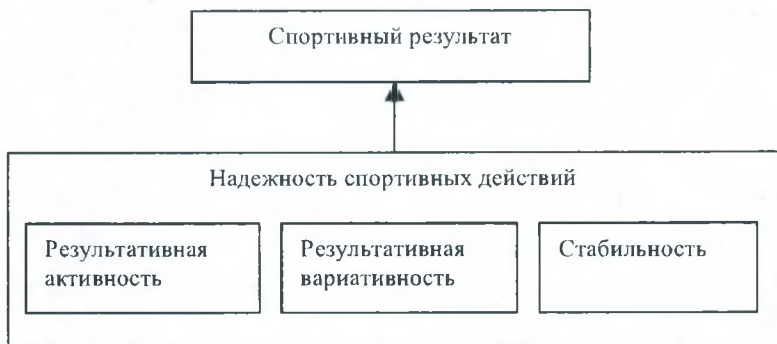 Спортивный результат
Надежность спортивных действий
Результативная
активность
Результативная
вариативность
Стабильность